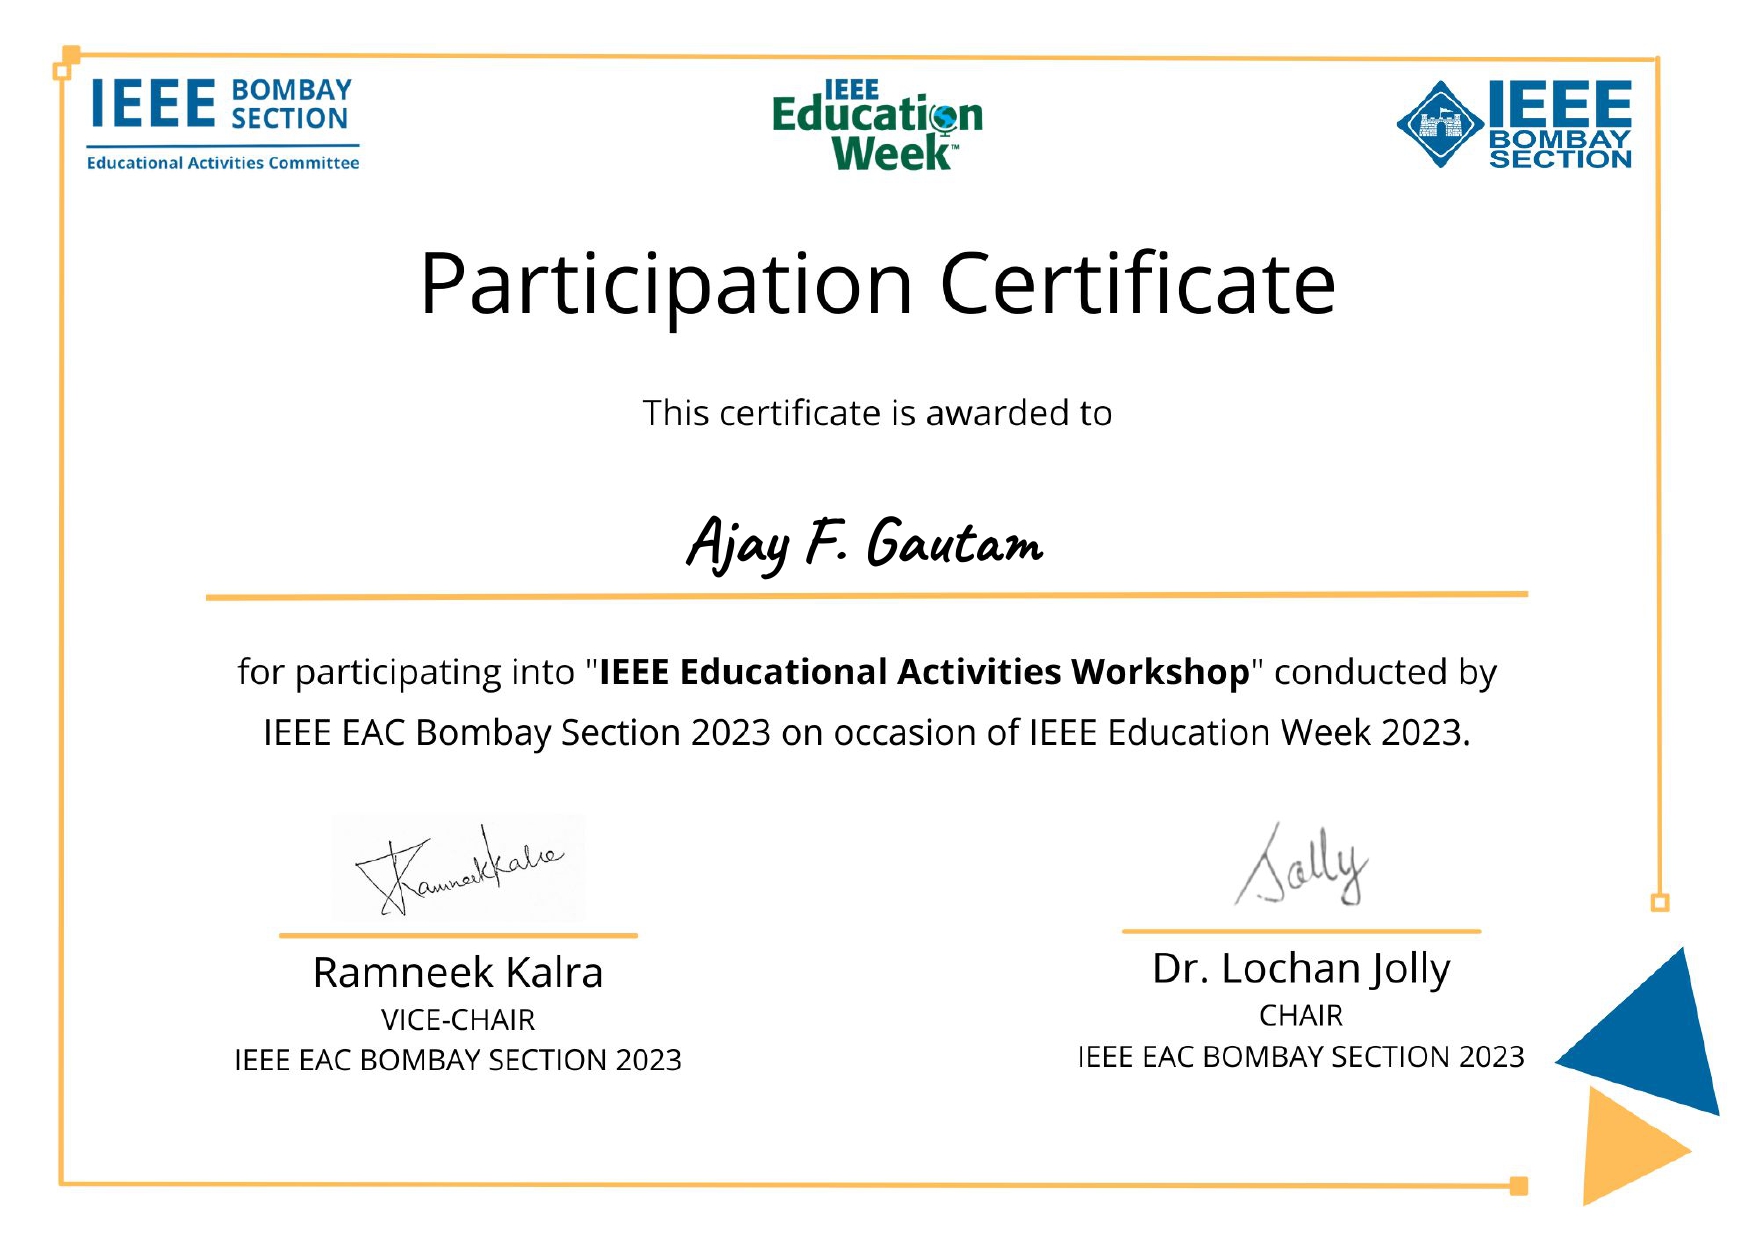 IEEE BOMBAY SECTION
Educational Activities Committee
IEEE
Education
Week™
IEEE
BOMBAY
SECTION
Participation Certificate
This certificate is awarded to
Ajay F. Gautam
for participating into "IEEE Educational Activities Workshop" conducted by
IEEE EAC Bombay Section 2023 on occasion of IEEE Education Week 2023.
RamneekKalra
Jolly
Ramneek Kalra
VICE-CHAIR
IEEE EAC BOMBAY SECTION 2023
Dr. Lochan Jolly
CHAIR
IEEE EAC BOMBAY SECTION 2023